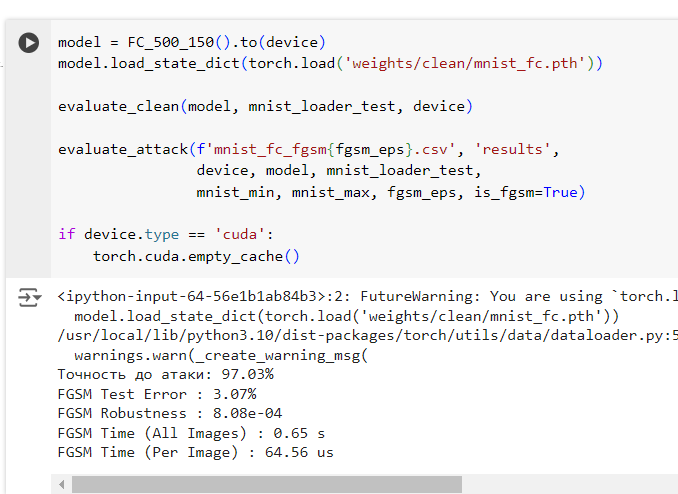 model = FC_500_150().to(device)
model.load_state_dict(torch.load('weights/clean/mnist_fc.pth'))
evaluate_clean(model, mnist_loader_test, device)
evaluate_attack(f'mnist_fc_fgsm{fgsm_eps}.csv', 'results',
device, model, mnist_loader_test,
mnist_min, mnist_max, fgsm_eps, is_fgsm=True)
if device.type == 'cuda':
torch.cuda.empty_cache()
<ipython-input-64-56e1b1ab84b3>:2: FutureWarning: You are using `torch.l
model.load_state_dict(torch.load('weights/clean/mnist_fc.pth'))
/usr/local/lib/python3.10/dist-packages/torch/utils/data/dataloader.py:5
warnings.warn(_create_warning_msg(
Точность до атаки: 97.03%
FGSM Test Error : 3.07%
FGSM Robustness : 8.08e-04
FGSM Time (All Images) : 0.65 s
FGSM Time (Per Image) : 64.56 us